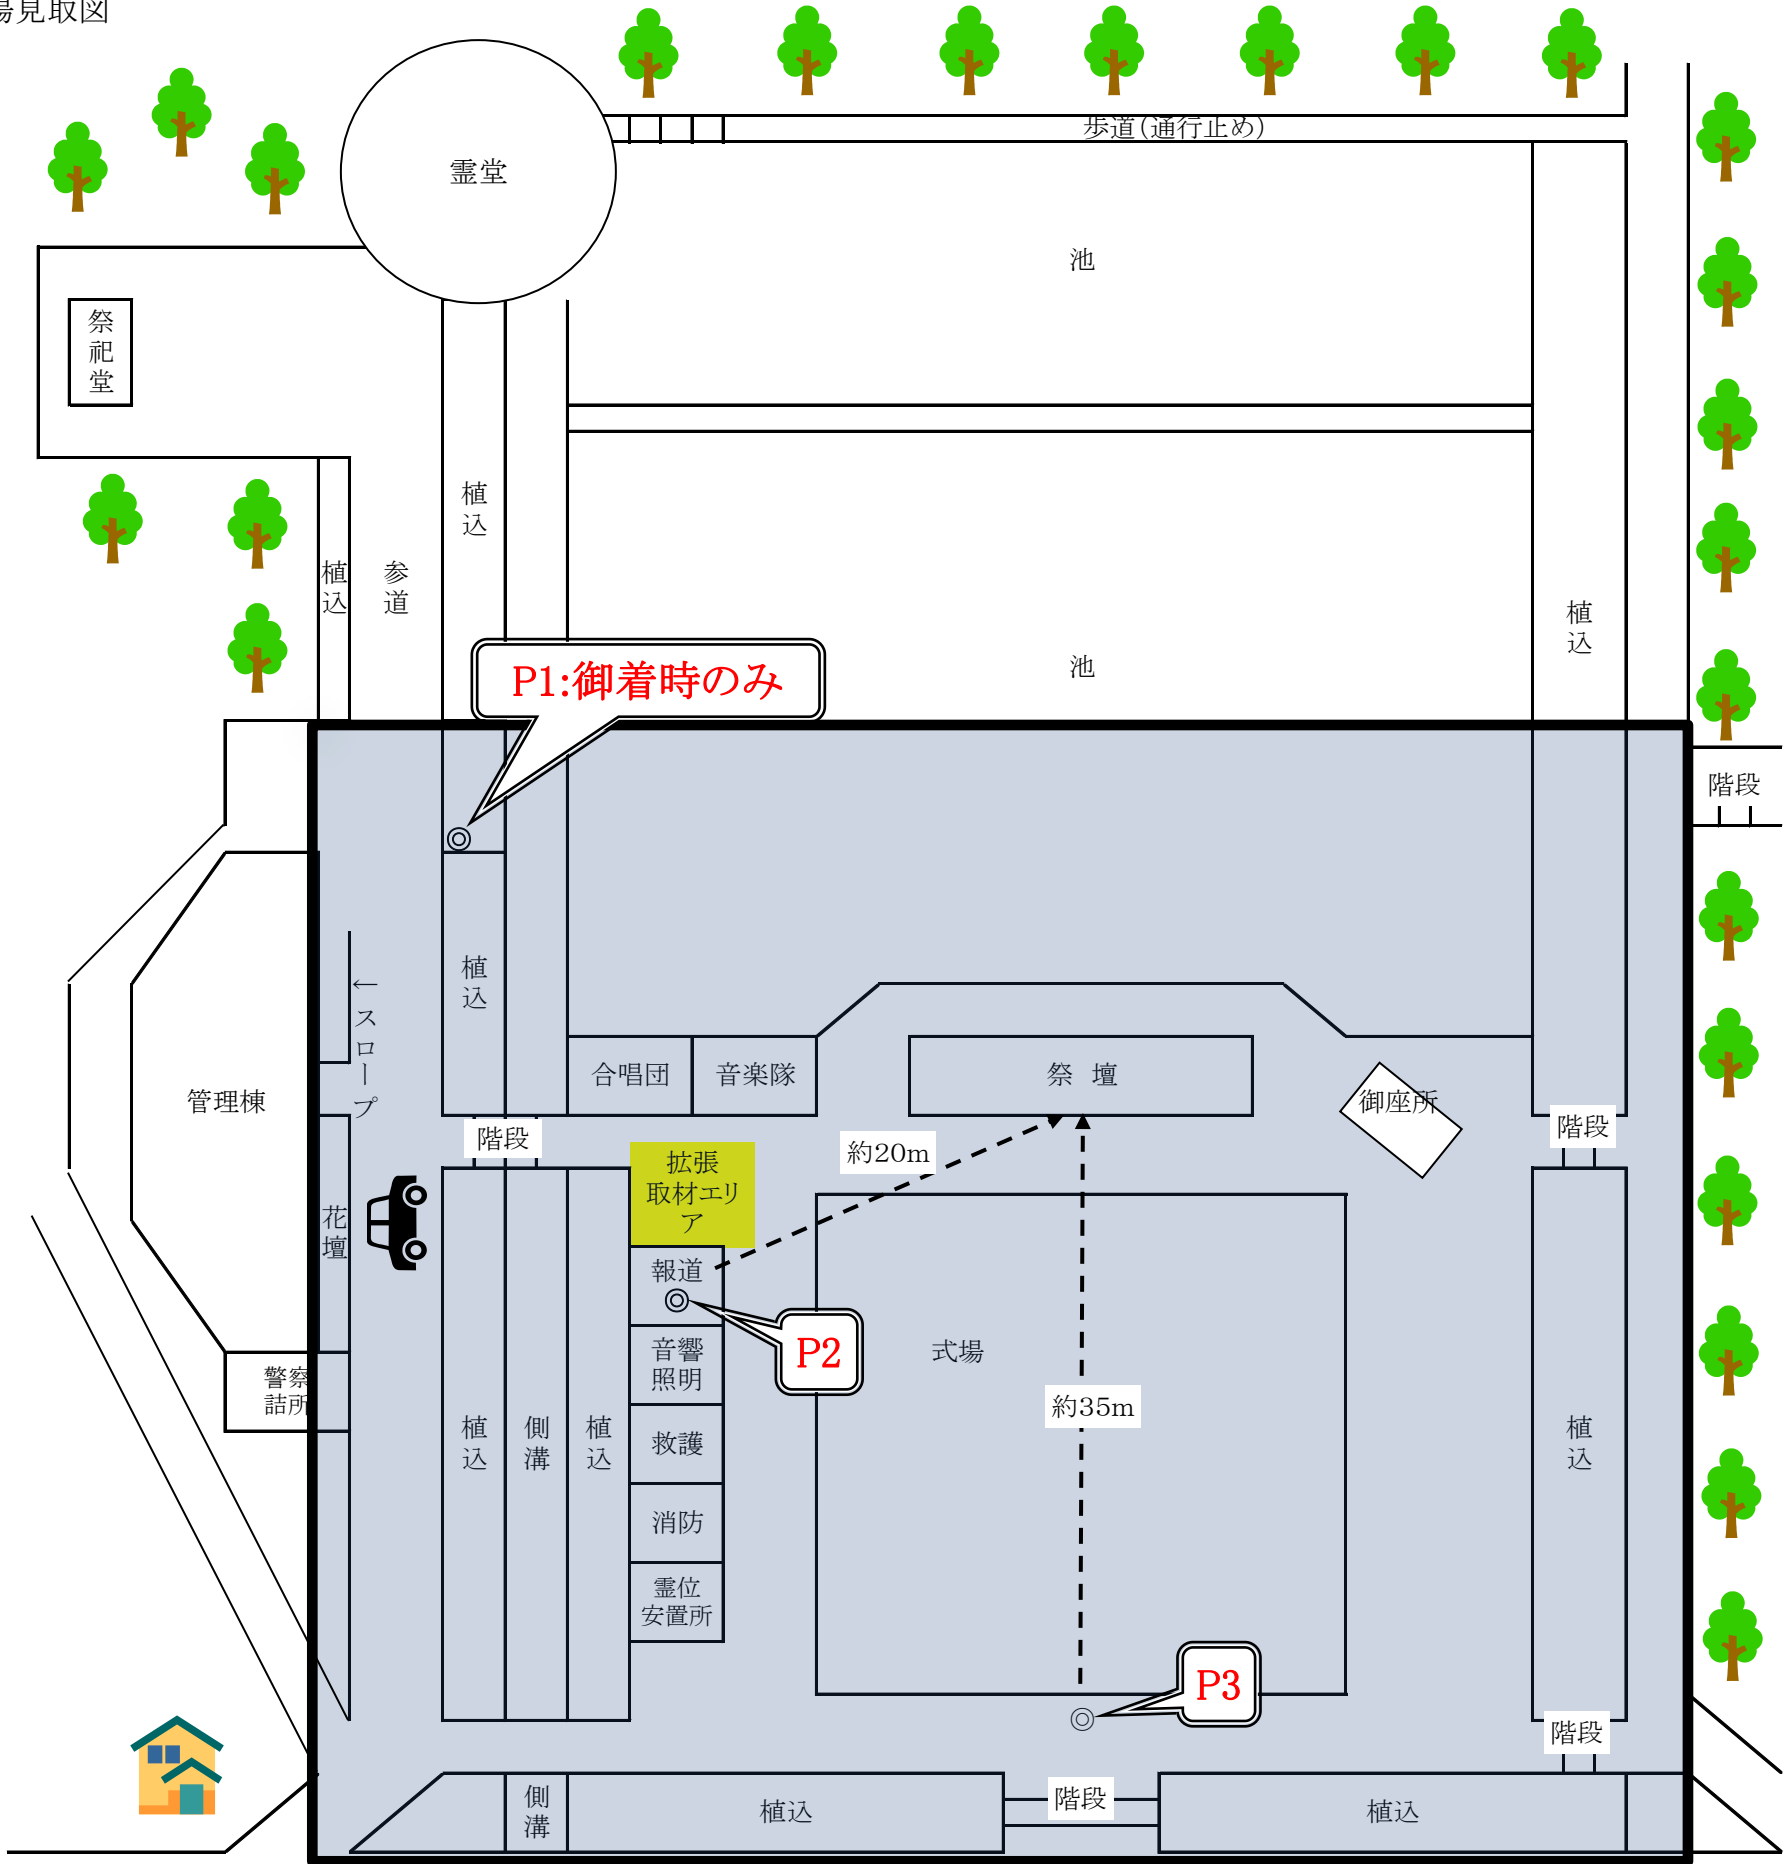 場見取図
歩道(通行止め)
霊堂
池
祭祀堂
植込
植込
参道
植込
池
P1:御着時のみ
階段
植込
←スロープ
合唱団
音楽隊
祭 壇
御座所
管理棟
階段
階段
約20m
拡張
取材エリ
ア
花壇
報道
P2
音響
照明
式場
警察
詰所
約35m
植込
側溝
植込
救護
植込
消防
霊位
安置所
P3
階段
側溝
植込
階段
植込